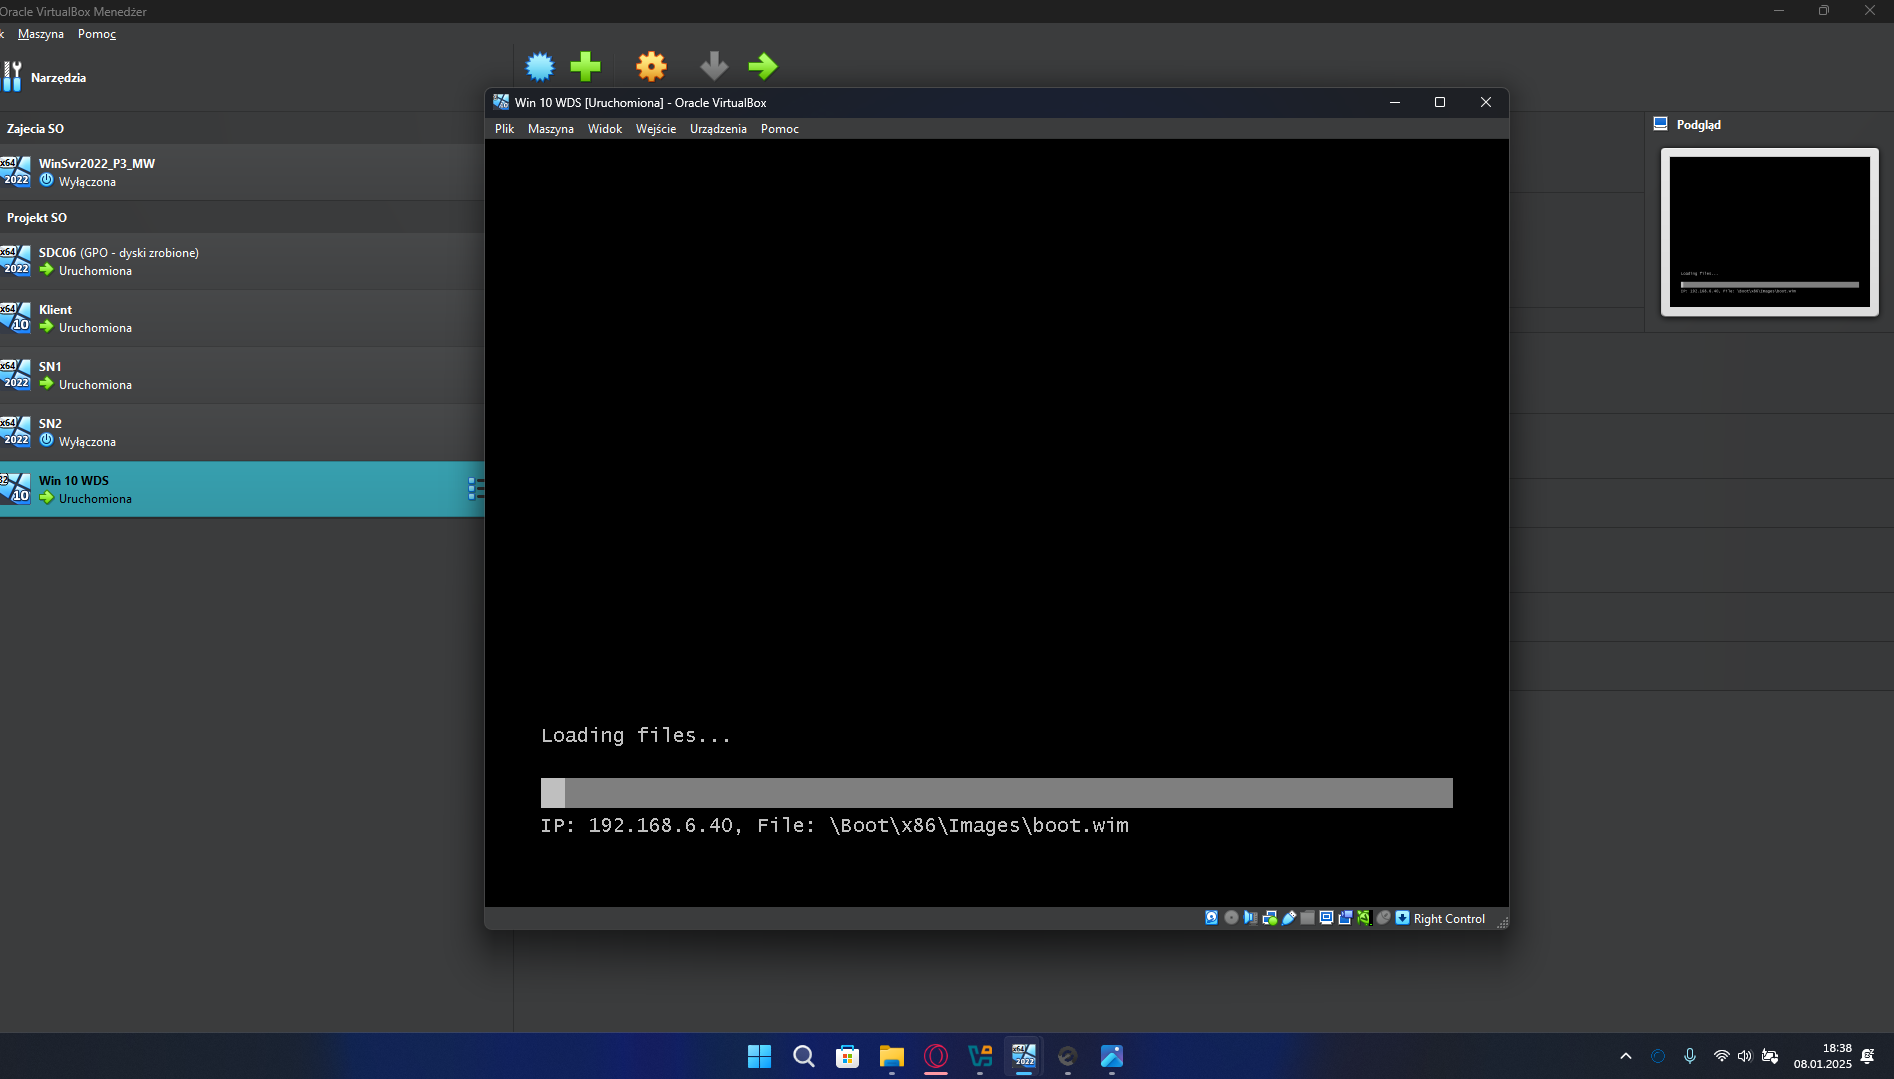 Oracle VirtualBox Menedżer
k Maszyna Pomoc
Narzędzia
Zajecia SO
x64 2022
WinSvr2022_P3_MW
Wyłączona
Projekt SO
x64 2022
SDC06 (GPO - dyski zrobione)
Uruchomiona
x64 10
Klient
Uruchomiona
x64 2022
SN1
Uruchomiona
x64 2022
SN2
Wyłączona
32 10
Win 10 WDS
Uruchomiona
Win 10 WDS [Uruchomiona] - Oracle VirtualBox
Plik Maszyna Widok Wejście Urządzenia Pomoc
Loading files...
IP: 192.168.6.40, File: \Boot\x86\Images\boot.wim
Right Control
Podgląd
Loading files...
IP: 192.168.6.40, File: \Boot\x86\Images\boot.wim
x64 2022
18:38
08.01.2025